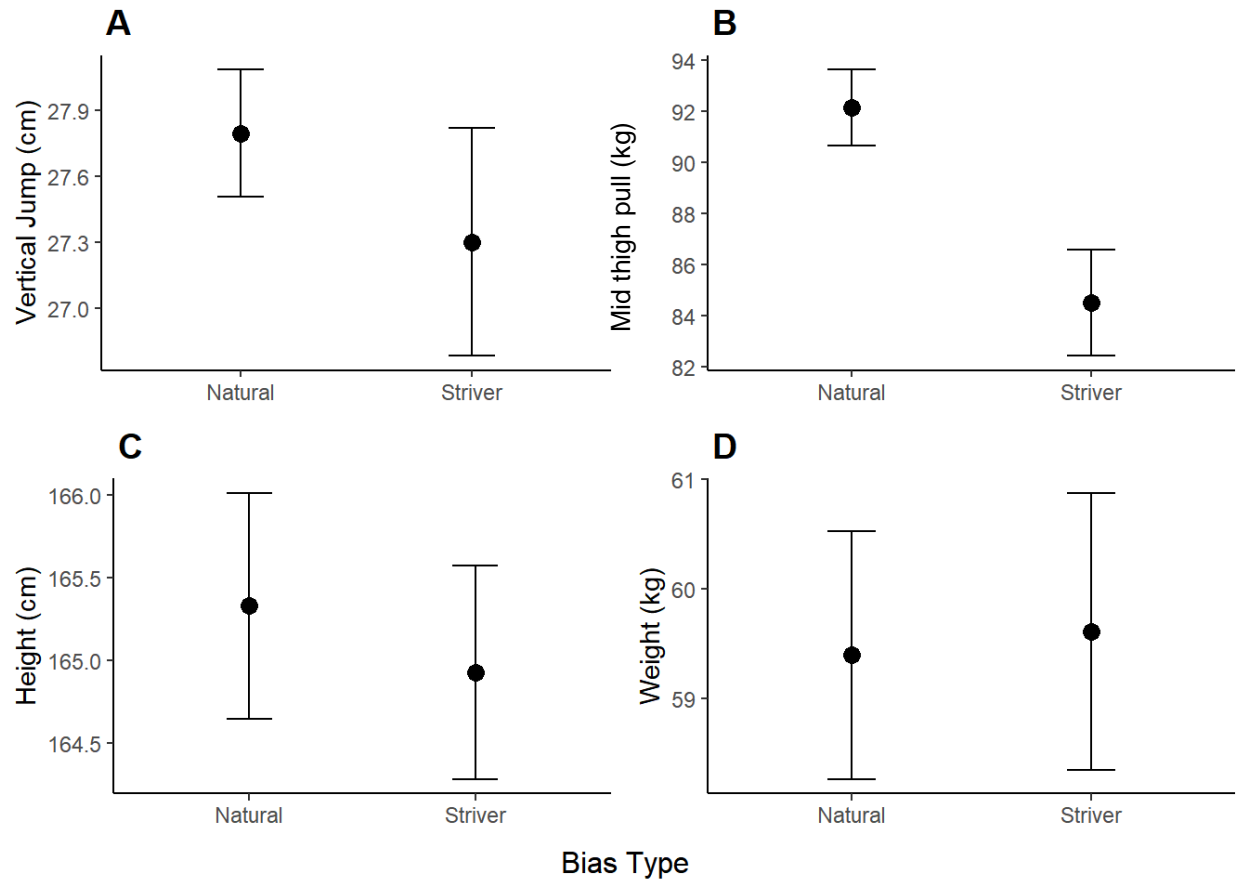 A
Vertical Jump (cm)
27.9
27.6
27.3
27.0
Natural Striver
B
Mid thigh pull (kg)
94
92
90
88
86
84
82
Natural Striver
C
Height (cm)
166.0
165.5
165.0
164.5
Natural Striver
D
Weight (kg)
61
60
59
Natural Striver
Bias Type